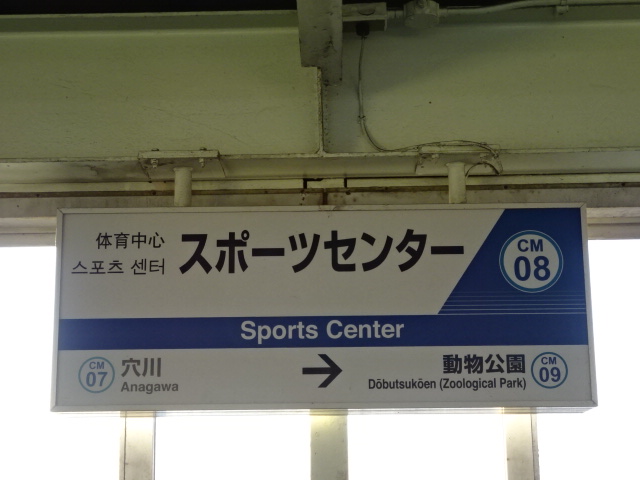 体育中心
스포츠 센터
スポーツセンター
CM
08
Sports Center
CM
07
穴川
Anagawa
→
動物公園
Dōbutsukōen (Zoological Park)
CM
09